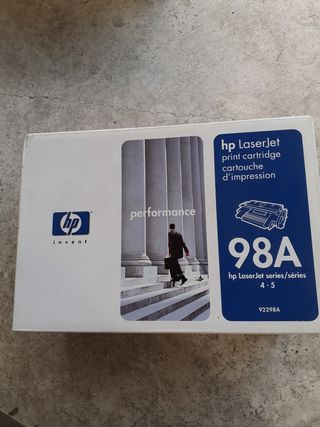 hp
invent
performance
hp LaserJet
print cartridge
cartouche
d'impression
98A
hp LaserJet series/séries
4 - 5
92298A